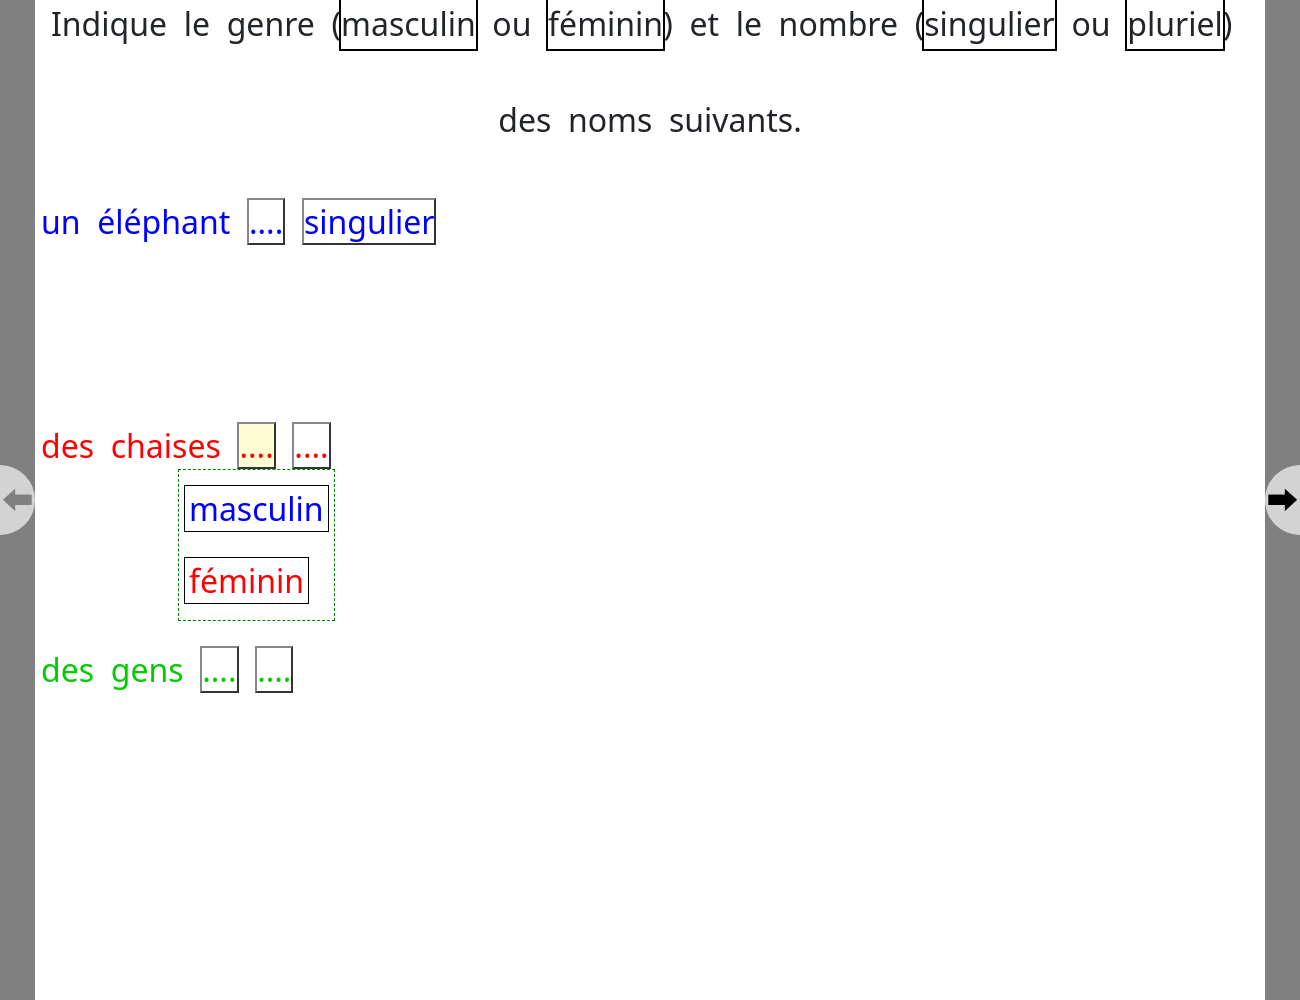 Indique le genre (masculin ou féminin) et le nombre (singulier ou pluriel)
des noms suivants.
un éléphant .... singulier
des chaises .... ....
masculin
féminin
des gens .... ....